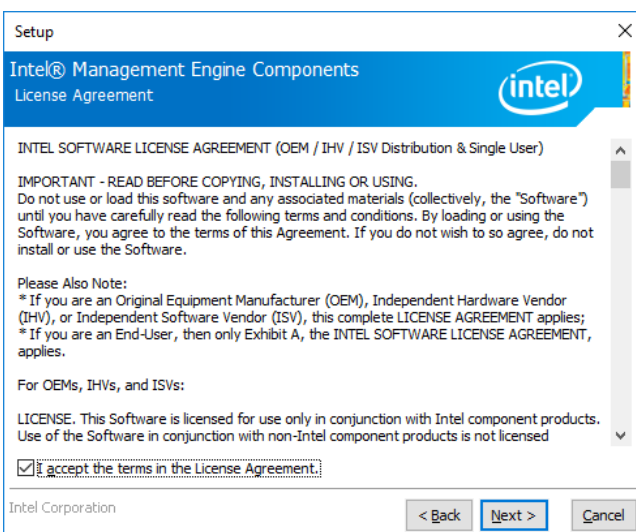 Setup
Intel® Management Engine Components
License Agreement
intel
INTEL SOFTWARE LICENSE AGREEMENT (OEM / IHV / ISV Distribution & Single User)
IMPORTANT - READ BEFORE COPYING, INSTALLING OR USING.
Do not use or load this software and any associated materials (collectively, the "Software")
until you have carefully read the following terms and conditions. By loading or using the
Software, you agree to the terms of this Agreement. If you do not wish to so agree, do not
install or use the Software.
Please Also Note:
* If you are an Original Equipment Manufacturer (OEM), Independent Hardware Vendor
(IHV), or Independent Software Vendor (ISV), this complete LICENSE AGREEMENT applies;
* If you are an End-User, then only Exhibit A, the INTEL SOFTWARE LICENSE AGREEMENT,
applies.
For OEMs, IHVs, and ISVs:
LICENSE. This Software is licensed for use only in conjunction with Intel component products.
Use of the Software in conjunction with non-Intel component products is not licensed
I accept the terms in the License Agreement.
Intel Corporation
< Back Next > Cancel